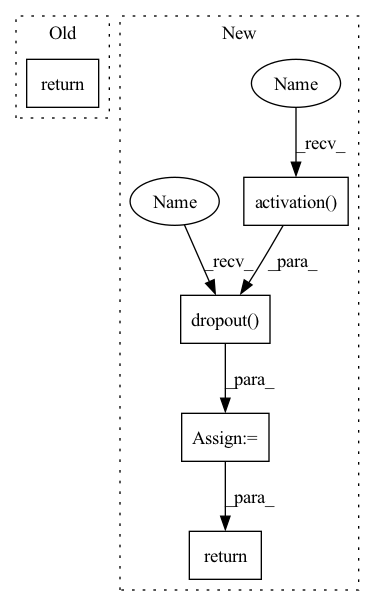 Old
New
return
Name
_recv_
Name
activation()
_recv_
_para_
dropout()
_para_
Assign:=
_para_
return